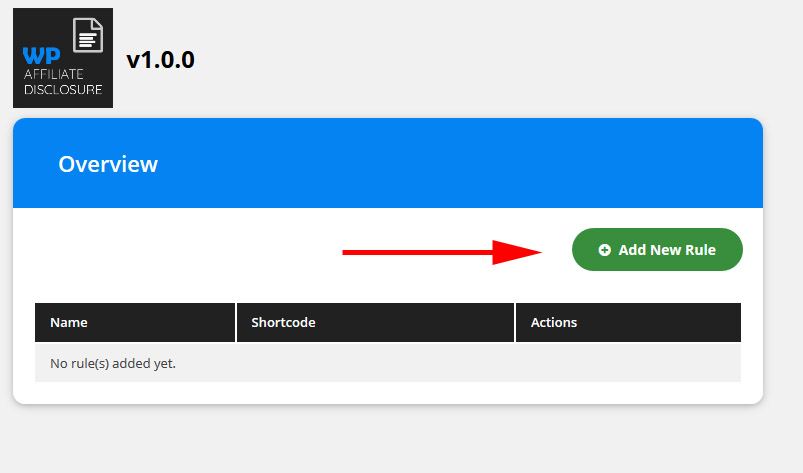 WP
AFFILIATE
DISCLOSURE
v1.0.0
Overview
Add New Rule
Name Shortcode Actions
No rule(s) added yet.